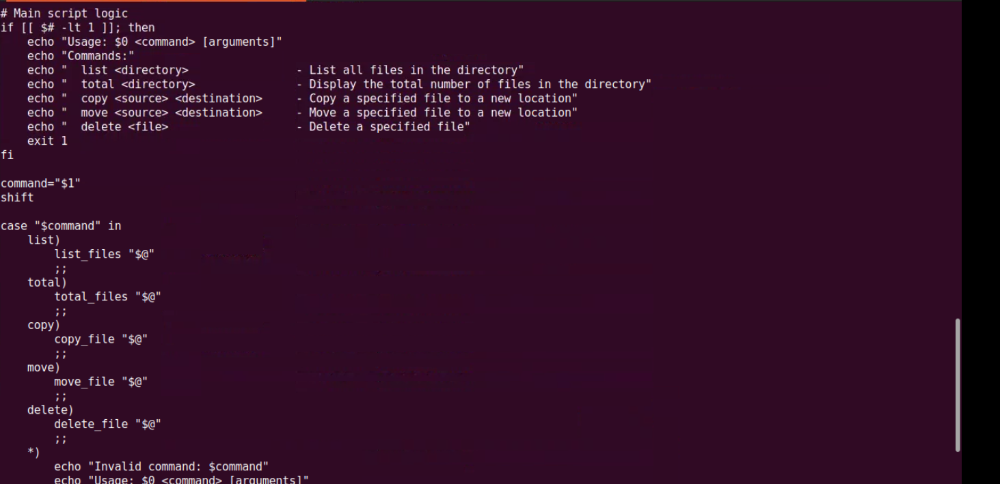 # Main script logic
if [[ $# -lt 1 ]]; then
    echo "Usage: $0 <command> [arguments]"
    echo "Commands:"
    echo "  list <directory>                - List all files in the directory"
    echo "  total <directory>               - Display the total number of files in the directory"
    echo "  copy <source> <destination>     - Copy a specified file to a new location"
    echo "  move <source> <destination>     - Move a specified file to a new location"
    echo "  delete <file>                   - Delete a specified file"
    exit 1
fi

command="$1"
shift

case "$command" in
    list)
        list_files "$@"
        ;;
    total)
        total_files "$@"
        ;;
    copy)
        copy_file "$@"
        ;;
    move)
        move_file "$@"
        ;;
    delete)
        delete_file "$@"
        ;;
    *)
        echo "Invalid command: $command"
        echo "Usage: $0 <command> [arguments]"